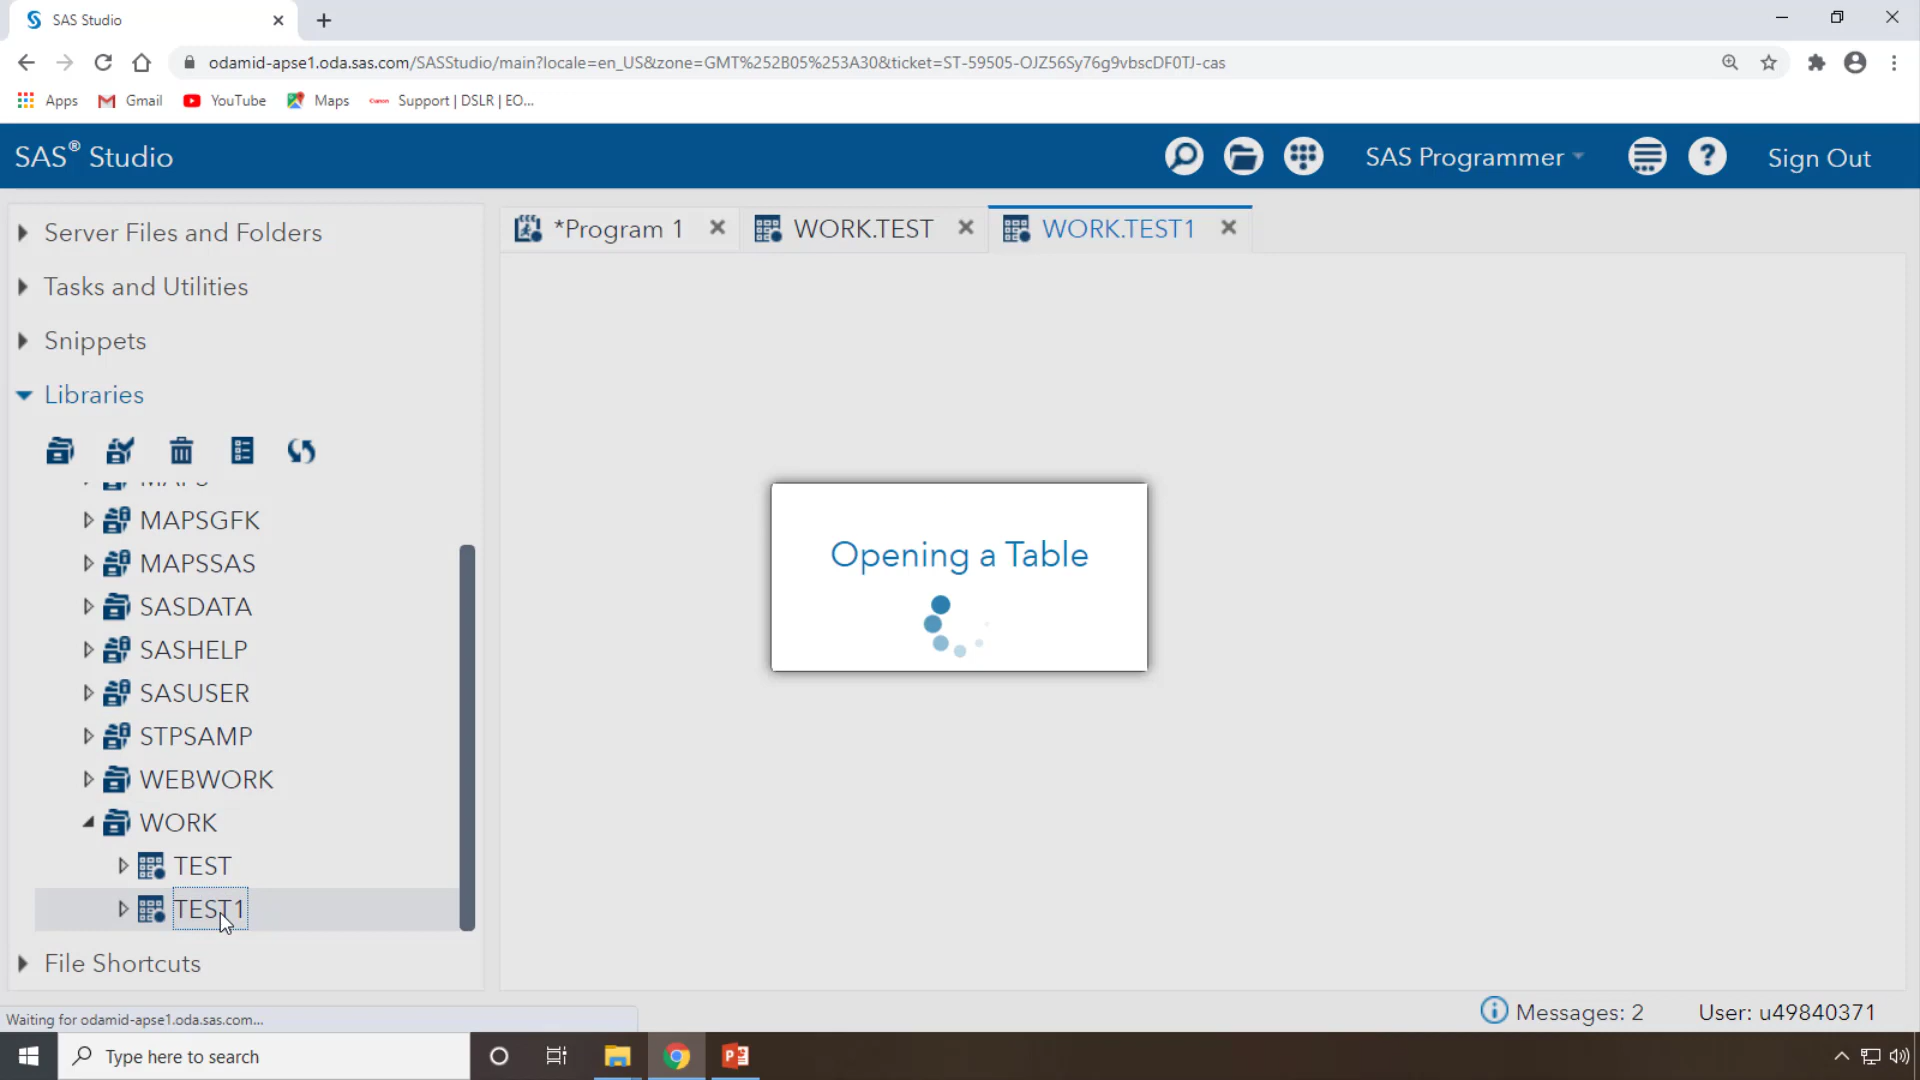 SAS Studio
odamid-apse1.oda.sas.com/SASStudio/main?locale=en_US&zone=GMT%252B05%253A30&ticket=ST-59505-OJZ56Sy76g9vbscDF0TJ-cas
Apps Gmail YouTube Maps Canon Support | DSLR | EO...
SAS® Studio SAS Programmer ? Sign Out
Server Files and Folders
*Program 1 WORK.TEST WORK.TEST1
Tasks and Utilities
Snippets
Libraries
MAPS
MAPSGFK
MAPSSAS
SASDATA
SASHELP
SASUSER
STPSAMP
WEBWORK
WORK
TEST
TEST1
File Shortcuts
Opening a Table
Waiting for odamid-apse1.oda.sas.com...
Messages: 2 User: u49840371
Type here to search